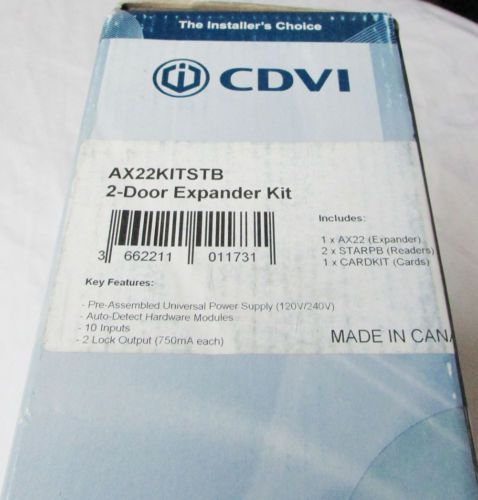 The Installer's Choice
CDVI
AX22KITSTB
2-Door Expander Kit
3 662211 011731
Includes:
1 x AX22 (Expander)
2 x STARPB (Readers)
1 x CARDKIT (Cards)
Key Features:
- Pre-Assembled Universal Power Supply (120V/240V)
- Auto-Detect Hardware Modules
- 10 Inputs
- 2 Lock Output (750mA each)
MADE IN CANA